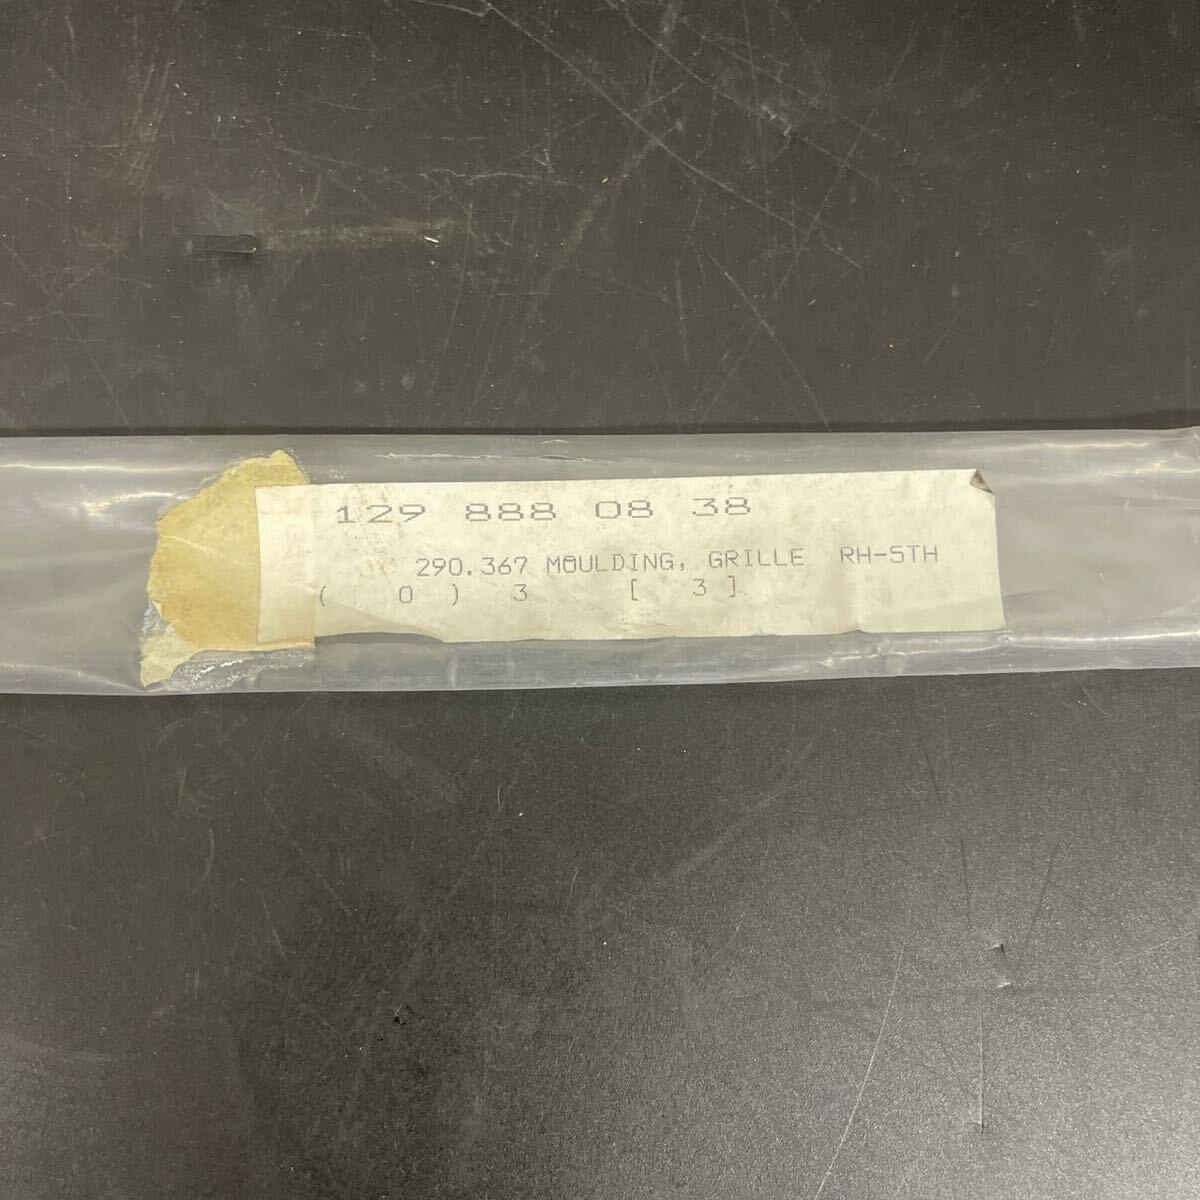 129 888 08 38
290.367 MOULDING, GRILLE RH-STH
( 0 ) 3 [ 3 ]